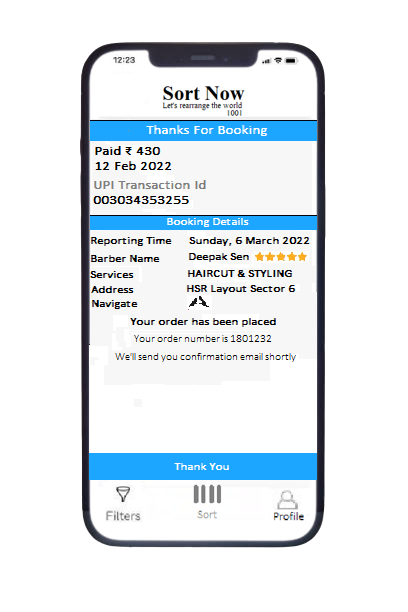 12:23
Sort Now
Let's rearrange the world
1001
Thanks For Booking
Paid ₹ 430
12 Feb 2022
UPI Transaction Id
003034353255
Booking Details
Reporting Time Sunday, 6 March 2022
Barber Name Deepak Sen
Services HAIRCUT & STYLING
Address HSR Layout Sector 6
Navigate
Your order has been placed
Your order number is 1801232
We'll send you confirmation email shortly
Thank You
Filters Sort Profile